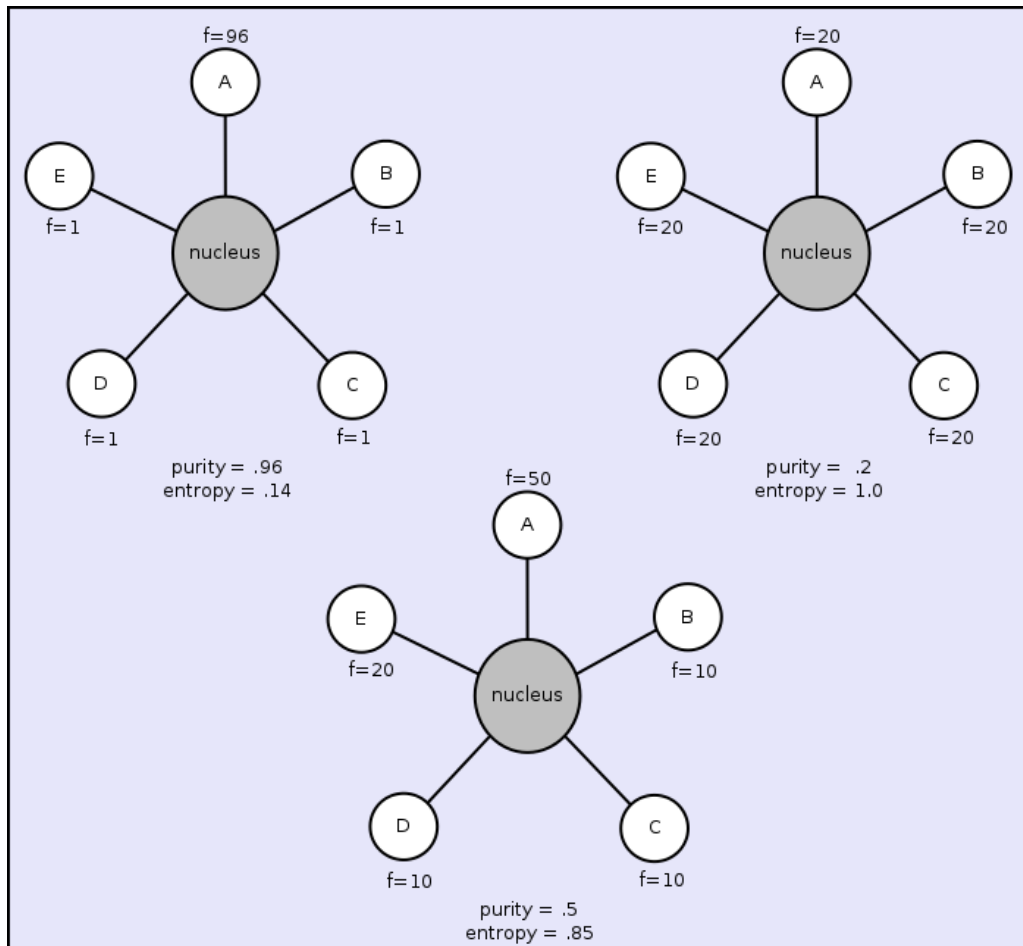 f=96
A
E
B
nucleus
f=1
f=1
D
C
f=1
f=1
purity = .96
entropy = .14
f=20
A
E
B
nucleus
f=20
f=20
D
C
f=20
f=20
purity = .2
entropy = 1.0
f=50
A
E
B
f=20
f=10
nucleus
D
C
f=10
f=10
purity = .5
entropy = .85